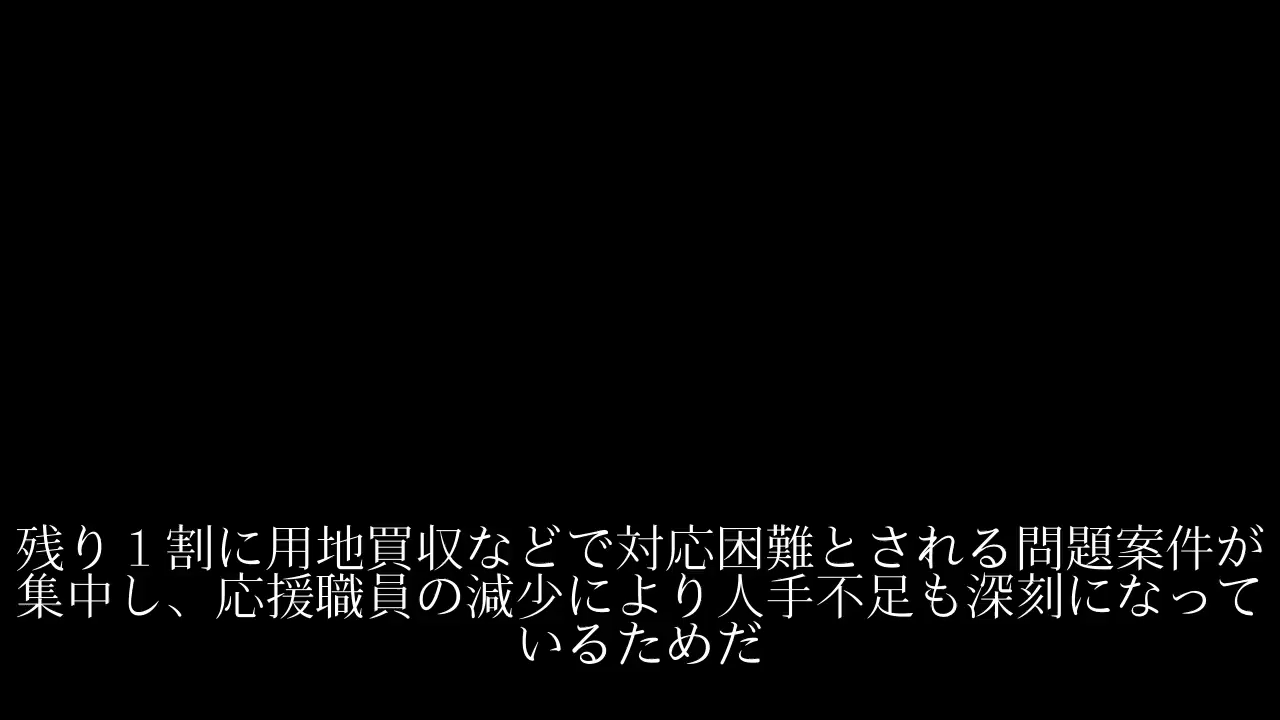 残り１割に用地買収などで対応困難とされる問題案件が
集中し、応援職員の減少により人手不足も深刻になって
いるためだ